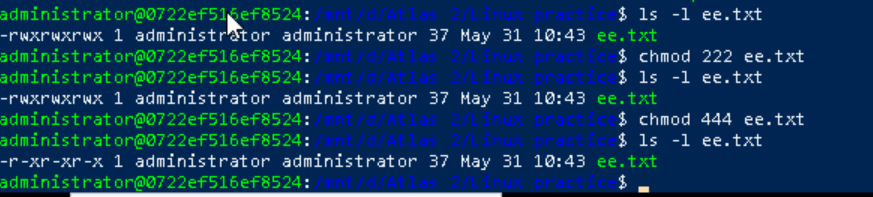 administrator@0722ef516ef8524:/mnt/d/Atlas 2/Linux practice$ ls -l ee.txt
-rwxrwxrwx 1 administrator administrator 37 May 31 10:43 ee.txt
administrator@0722ef516ef8524:/mnt/d/Atlas 2/Linux practice$ chmod 222 ee.txt
administrator@0722ef516ef8524:/mnt/d/Atlas 2/Linux practice$ ls -l ee.txt
-rwxrwxrwx 1 administrator administrator 37 May 31 10:43 ee.txt
administrator@0722ef516ef8524:/mnt/d/Atlas 2/Linux practice$ chmod 444 ee.txt
administrator@0722ef516ef8524:/mnt/d/Atlas 2/Linux practice$ ls -l ee.txt
-r-xr-xr-x 1 administrator administrator 37 May 31 10:43 ee.txt
administrator@0722ef516ef8524:/mnt/d/Atlas 2/Linux practice$